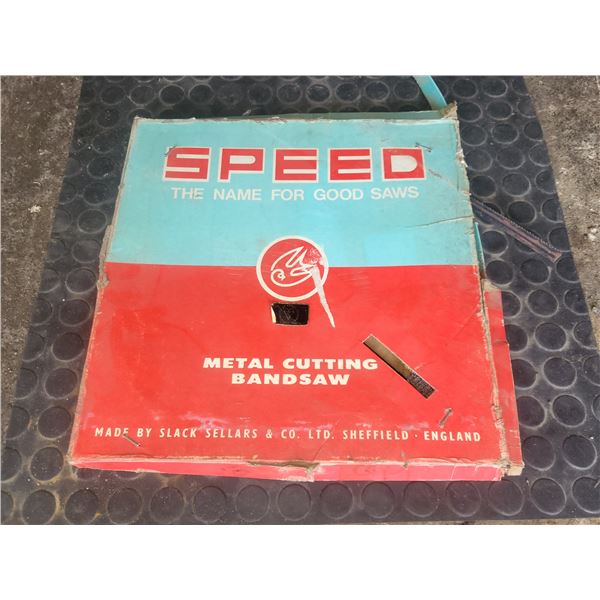 SPEED
THE NAME FOR GOOD SAWS
METAL CUTTING
BANDSAW
MADE BY SLACK SELLARS & CO. LTD. SHEFFIELD · ENGLAND